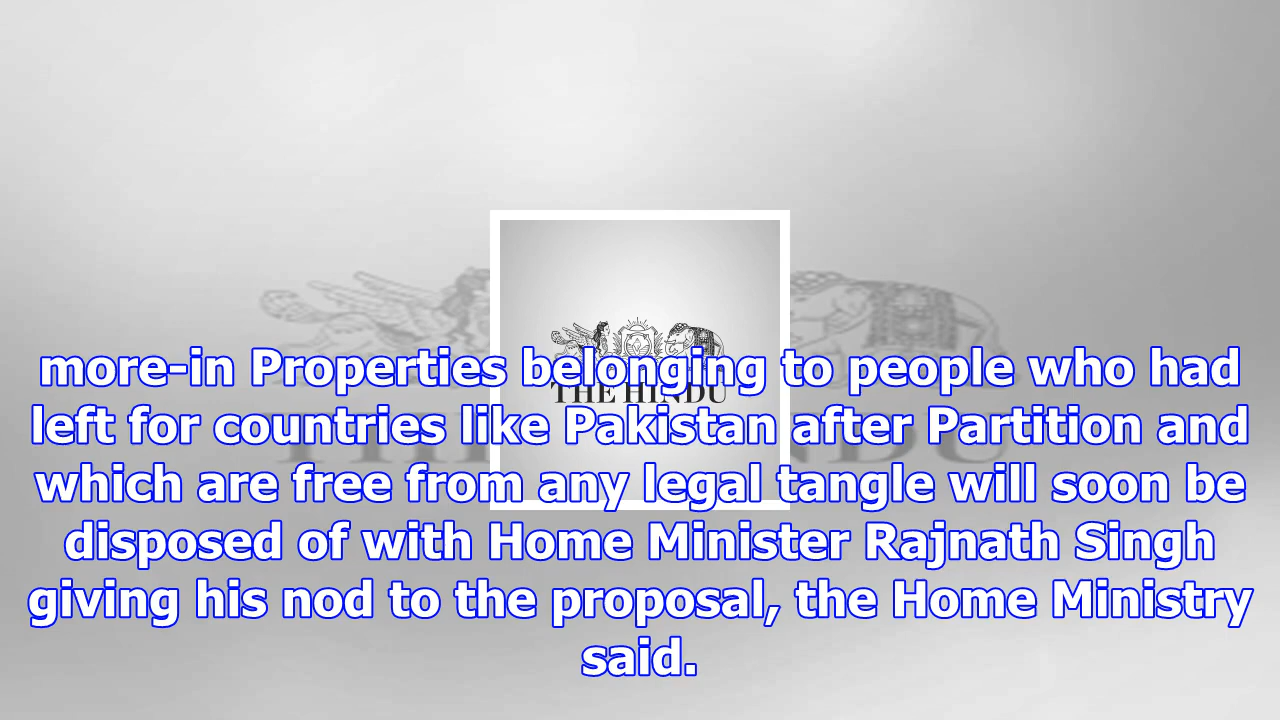 more-in Properties belonging to people who had
left for countries like Pakistan after Partition and
which are free from any legal tangle will soon be
disposed of with Home Minister Rajnath Singh
giving his nod to the proposal, the Home Ministry
said.
THE HINDU